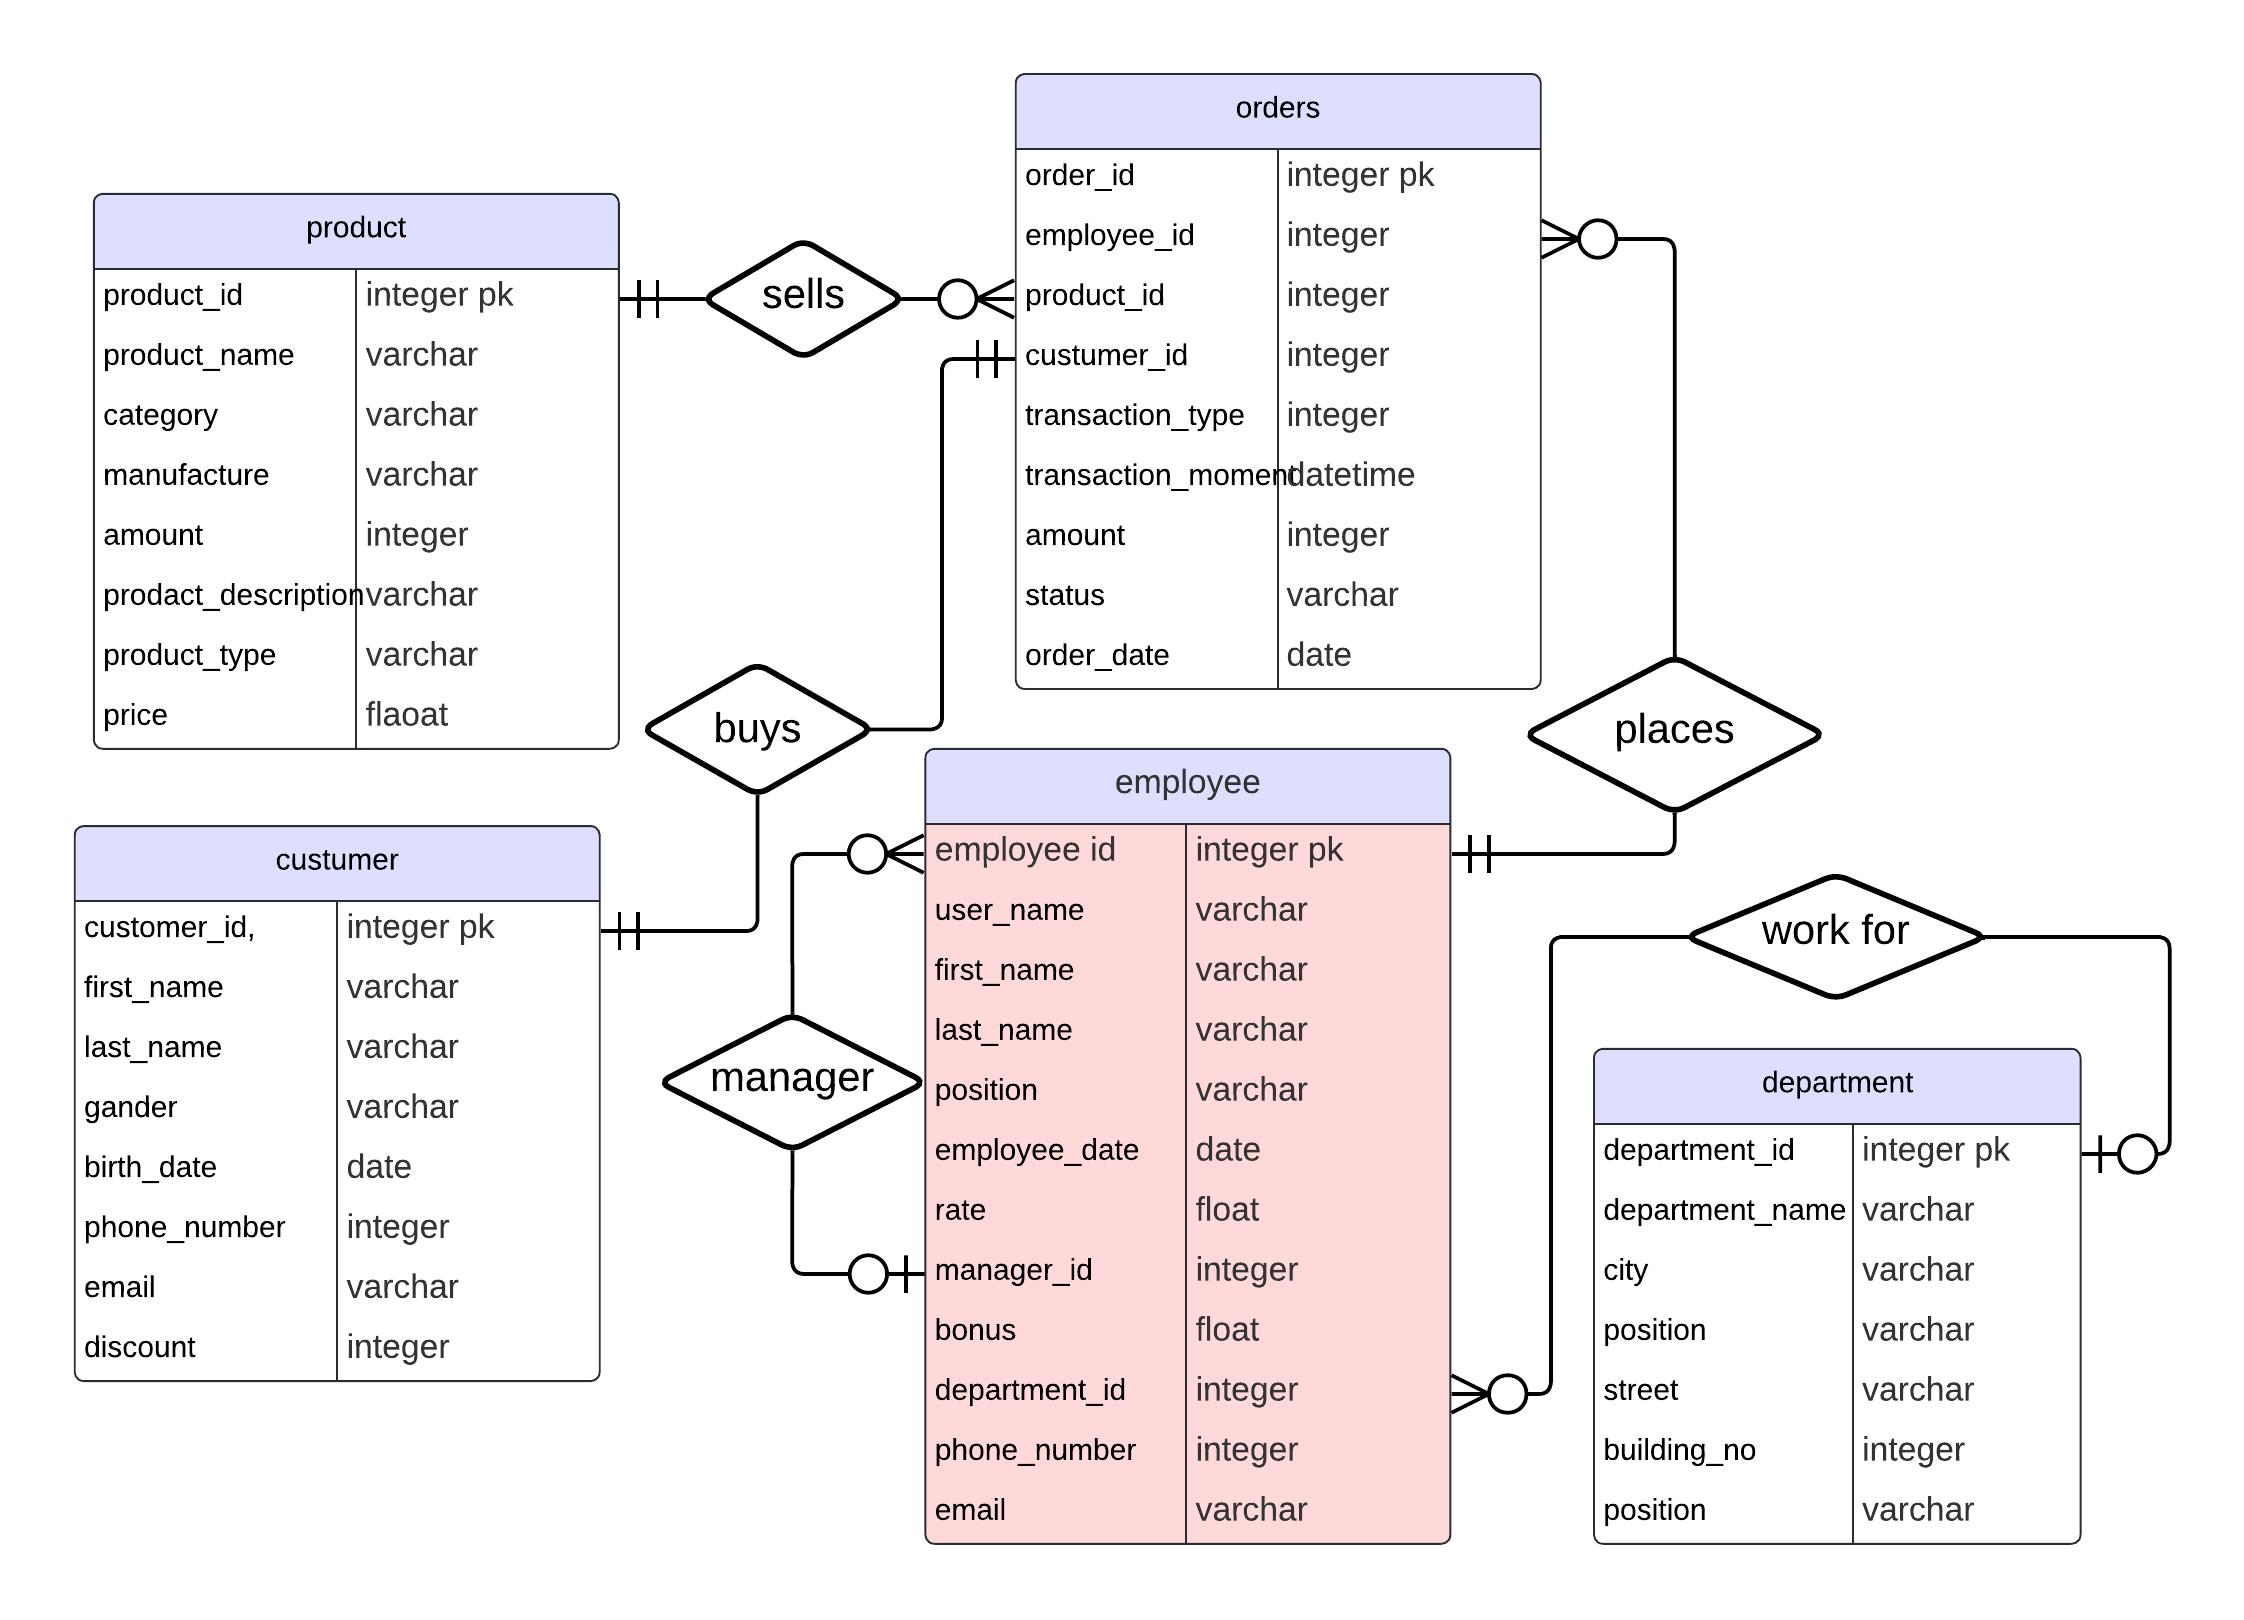 orders
order_id integer pk
employee_id integer
product_id integer
custumer_id integer
transaction_type integer
transaction_moment datetime
amount integer
status varchar
order_date date
product
product_id integer pk
product_name varchar
category varchar
manufacture varchar
amount integer
prodact_description varchar
product_type varchar
price flaoat
sells
buys
places
custumer
customer_id, integer pk
first_name varchar
last_name varchar
gander varchar
birth_date date
phone_number integer
email varchar
discount integer
manager
employee
employee id integer pk
user_name varchar
first_name varchar
last_name varchar
position varchar
employee_date date
rate float
manager_id integer
bonus float
department_id integer
phone_number integer
email varchar
work for
department
department_id integer pk
department_name varchar
city varchar
position varchar
street varchar
building_no integer
position varchar